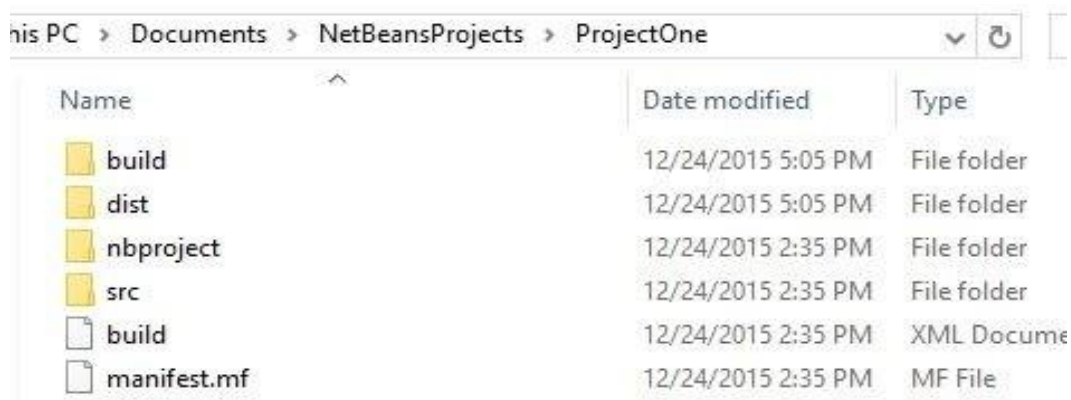 his PC > Documents > NetBeansProjects > ProjectOne
Name Date modified Type
build 12/24/2015 5:05 PM File folder
dist 12/24/2015 5:05 PM File folder
nbproject 12/24/2015 2:35 PM File folder
src 12/24/2015 2:35 PM File folder
build 12/24/2015 2:35 PM XML Docume
manifest.mf 12/24/2015 2:35 PM MF File